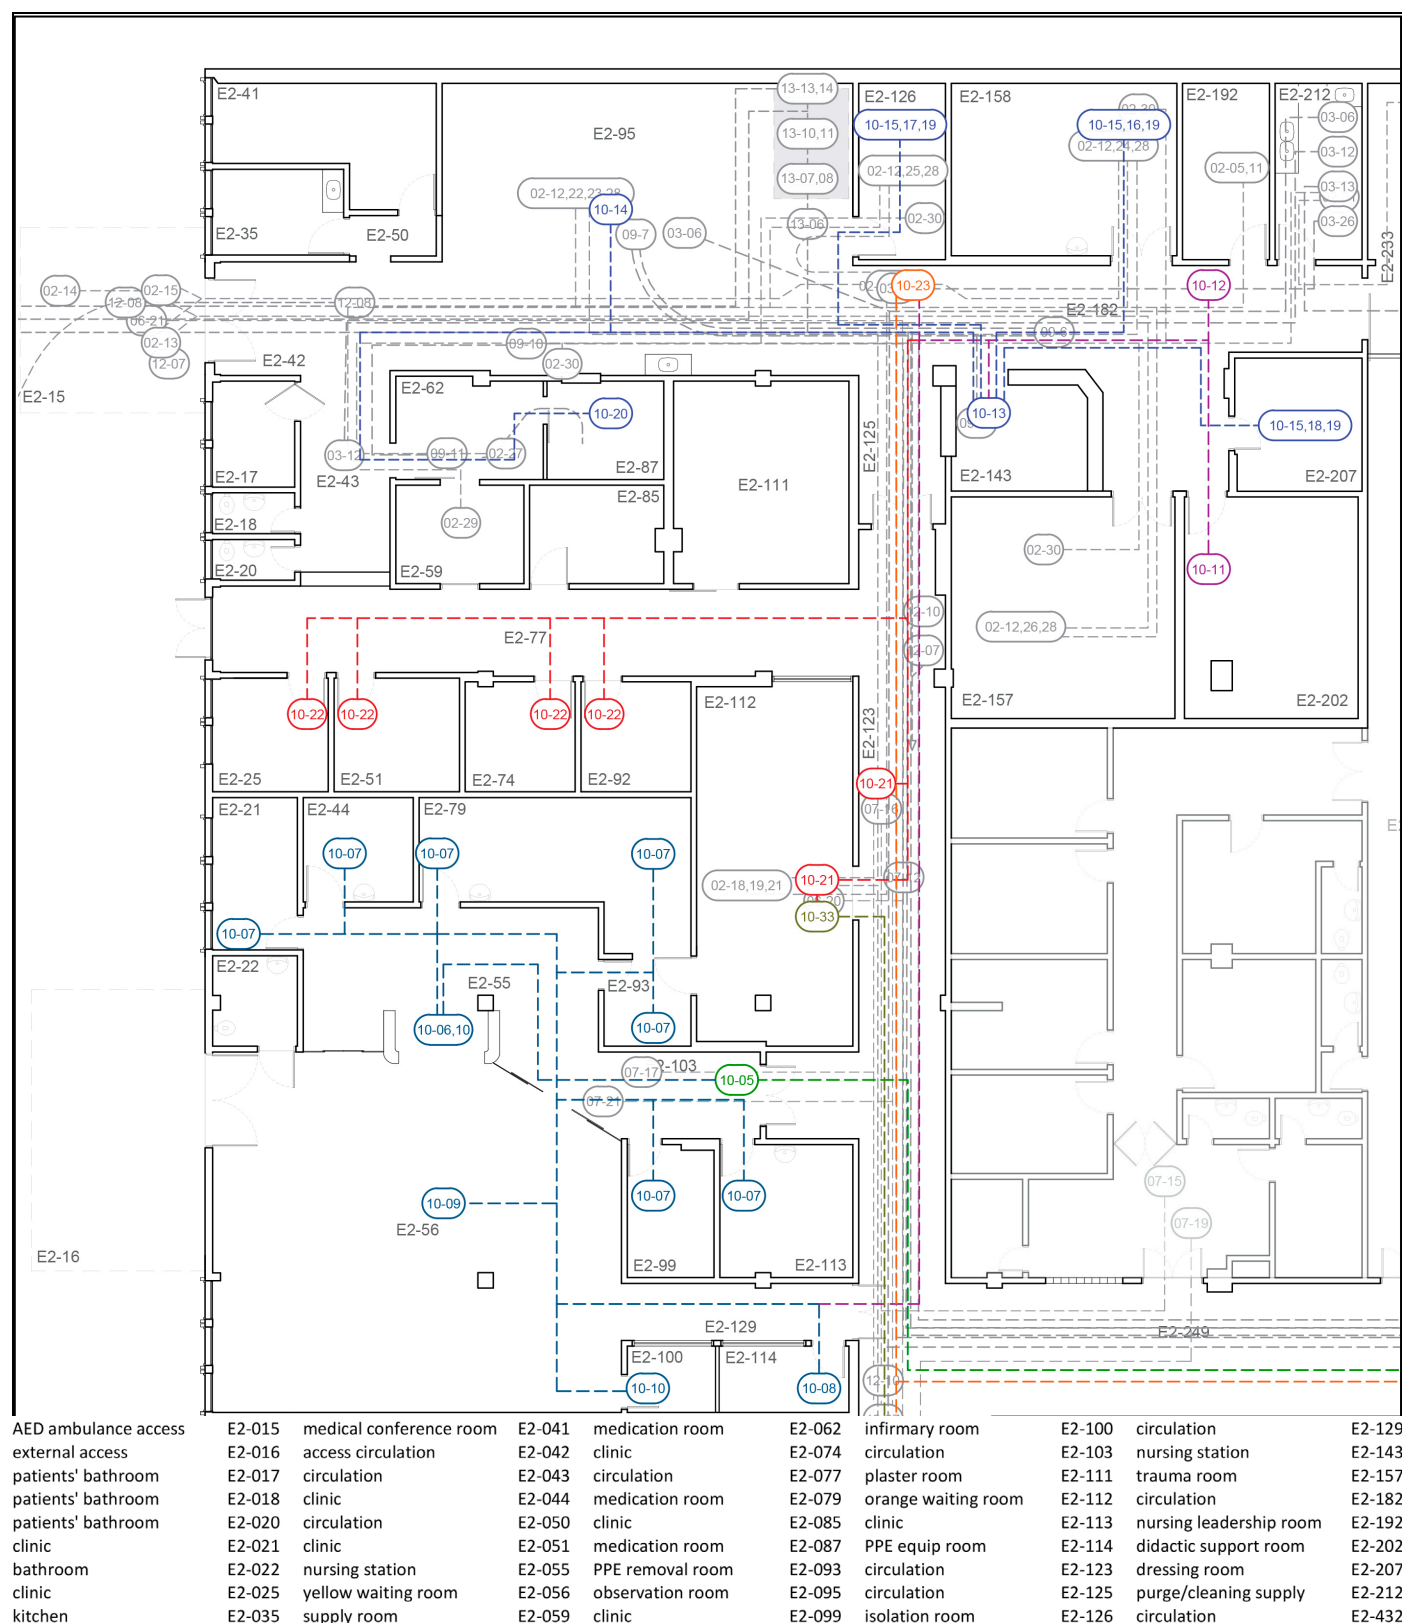 13-13,14
E2-41
E2-126
E2-158
02-30
E2-192
E2-212
03-06
E2-95
13-10,11
10-15,17,19
10-15,16,19
02-12,24,28
03-12
13-07,08
02-12,25,28
02-05,11
02-12,22,23,28
03-13
10-14
02-30
03-26
E2-35
E2-50
09-7
03-06
13-06
E2-233
02-14
02-15
12-08
12-08
10-23
10-12
06-21
E2-182
02-13
09-10
09-6
12-07
E2-42
02-30
E2-15
E2-62
10-20
10-13
10-15,18,19
E2-125
03-12
09-11
02-27
E2-17
E2-43
E2-87
E2-111
E2-143
E2-207
E2-85
E2-18
02-29
02-30
E2-20
E2-59
10-11
02-12,26,28
E2-77
E2-112
E2-157
E2-202
10-22
10-22
10-22
10-22
E2-123
E2-25
E2-51
E2-74
E2-92
10-21
E2-21
E2-44
E2-79
07-16
10-07
10-07
10-07
02-18,19,21
10-21
10-33
10-07
E2-22
E2-55
E2-93
10-06,10
10-07
07-17
10-05
07-21
07-15
10-07
10-07
10-09
E2-56
07-19
E2-16
E2-99
E2-113
E2-129
E2-249
E2-100
E2-114
10-10
10-08
12-10
AED ambulance access E2-015 medical conference room E2-041 medication room E2-062 infirmary room E2-100 circulation E2-129
external access E2-016 access circulation E2-042 clinic E2-074 circulation E2-103 nursing station E2-143
patients' bathroom E2-017 circulation E2-043 circulation E2-077 plaster room E2-111 trauma room E2-157
patients' bathroom E2-018 clinic E2-044 medication room E2-079 orange waiting room E2-112 circulation E2-182
patients' bathroom E2-020 circulation E2-050 clinic E2-085 clinic E2-113 nursing leadership room E2-192
clinic E2-021 clinic E2-051 medication room E2-087 PPE equip room E2-114 didactic support room E2-202
bathroom E2-022 nursing station E2-055 PPE removal room E2-093 circulation E2-123 dressing room E2-207
clinic E2-025 yellow waiting room E2-056 observation room E2-095 circulation E2-125 purge/cleaning supply E2-212
kitchen E2-035 supply room E2-059 clinic E2-099 isolation room E2-126 circulation E2-432